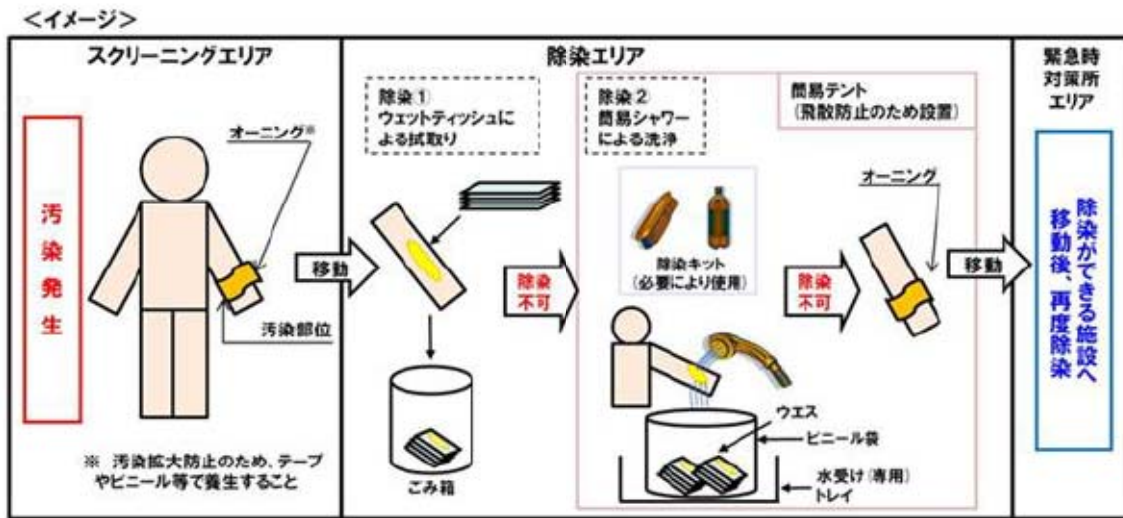 ＜イメージ＞
スクリーニングエリア
汚染発生
オーニング※
汚染部位
※ 汚染拡大防止のため、テープ
やビニール等で養生すること
移動
除染エリア
除染①
ウェットティッシュに
よる拭取り
ごみ箱
除染
不可
除染②
簡易シャワー
による洗浄
簡易テント
(飛散防止のため設置)
除染キット
(必要により使用)
ウエス
ビニール袋
水受け(専用)
トレイ
除染
不可
オーニング
移動
緊急時
対策所
エリア
除染ができる施設へ
移動後、再度除染